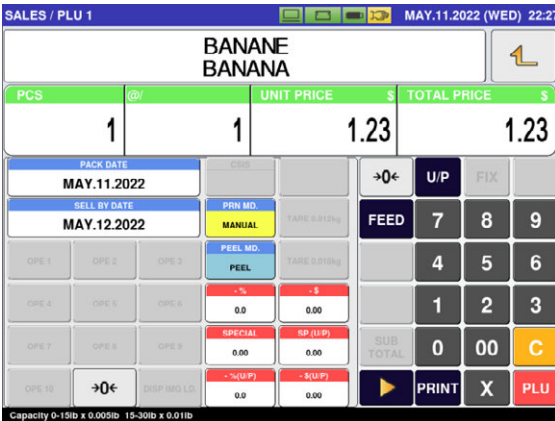 SALES / PLU 1
MAY.11.2022 (WED) 22:27
BANANE
BANANA
PCS @/ UNIT PRICE $ TOTAL PRICE $
1 1 1.23 1.23
PACK DATE
MAY.11.2022
SELL BY DATE
MAY.12.2022
CSIS
PRN MD.
MANUAL
TARE 0.012kg
PEEL MD.
PEEL
TARE 0.016kg
OPE 1 OPE 2 OPE 3
OPE 4 OPE 5 OPE 6
OPE 7 OPE 8 OPE 9
OPE 10 →0← DISP IMG LD.
- %
0.0
- $
0.00
SPECIAL
0.00
SP.(U/P)
0.00
- %(U/P)
0.0
- $(U/P)
0.00
→0← U/P FIX
FEED 7 8 9
4 5 6
1 2 3
SUB TOTAL 0 00 C
PRINT X PLU
Capacity 0-15lb x 0.005lb 15-30lb x 0.01lb